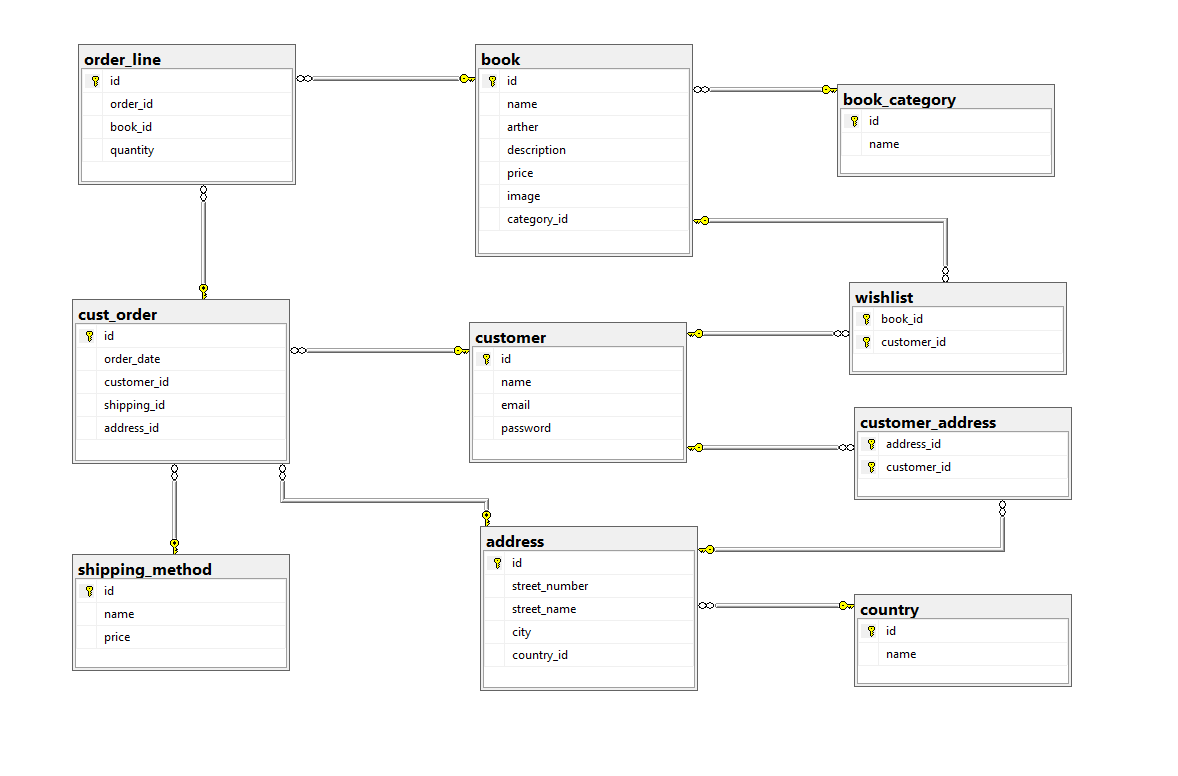 order_line
id
order_id
book_id
quantity
book
id
name
arther
description
price
image
category_id
book_category
id
name
wishlist
book_id
customer_id
cust_order
id
order_date
customer_id
shipping_id
address_id
customer
id
name
email
password
customer_address
address_id
customer_id
shipping_method
id
name
price
address
id
street_number
street_name
city
country_id
country
id
name